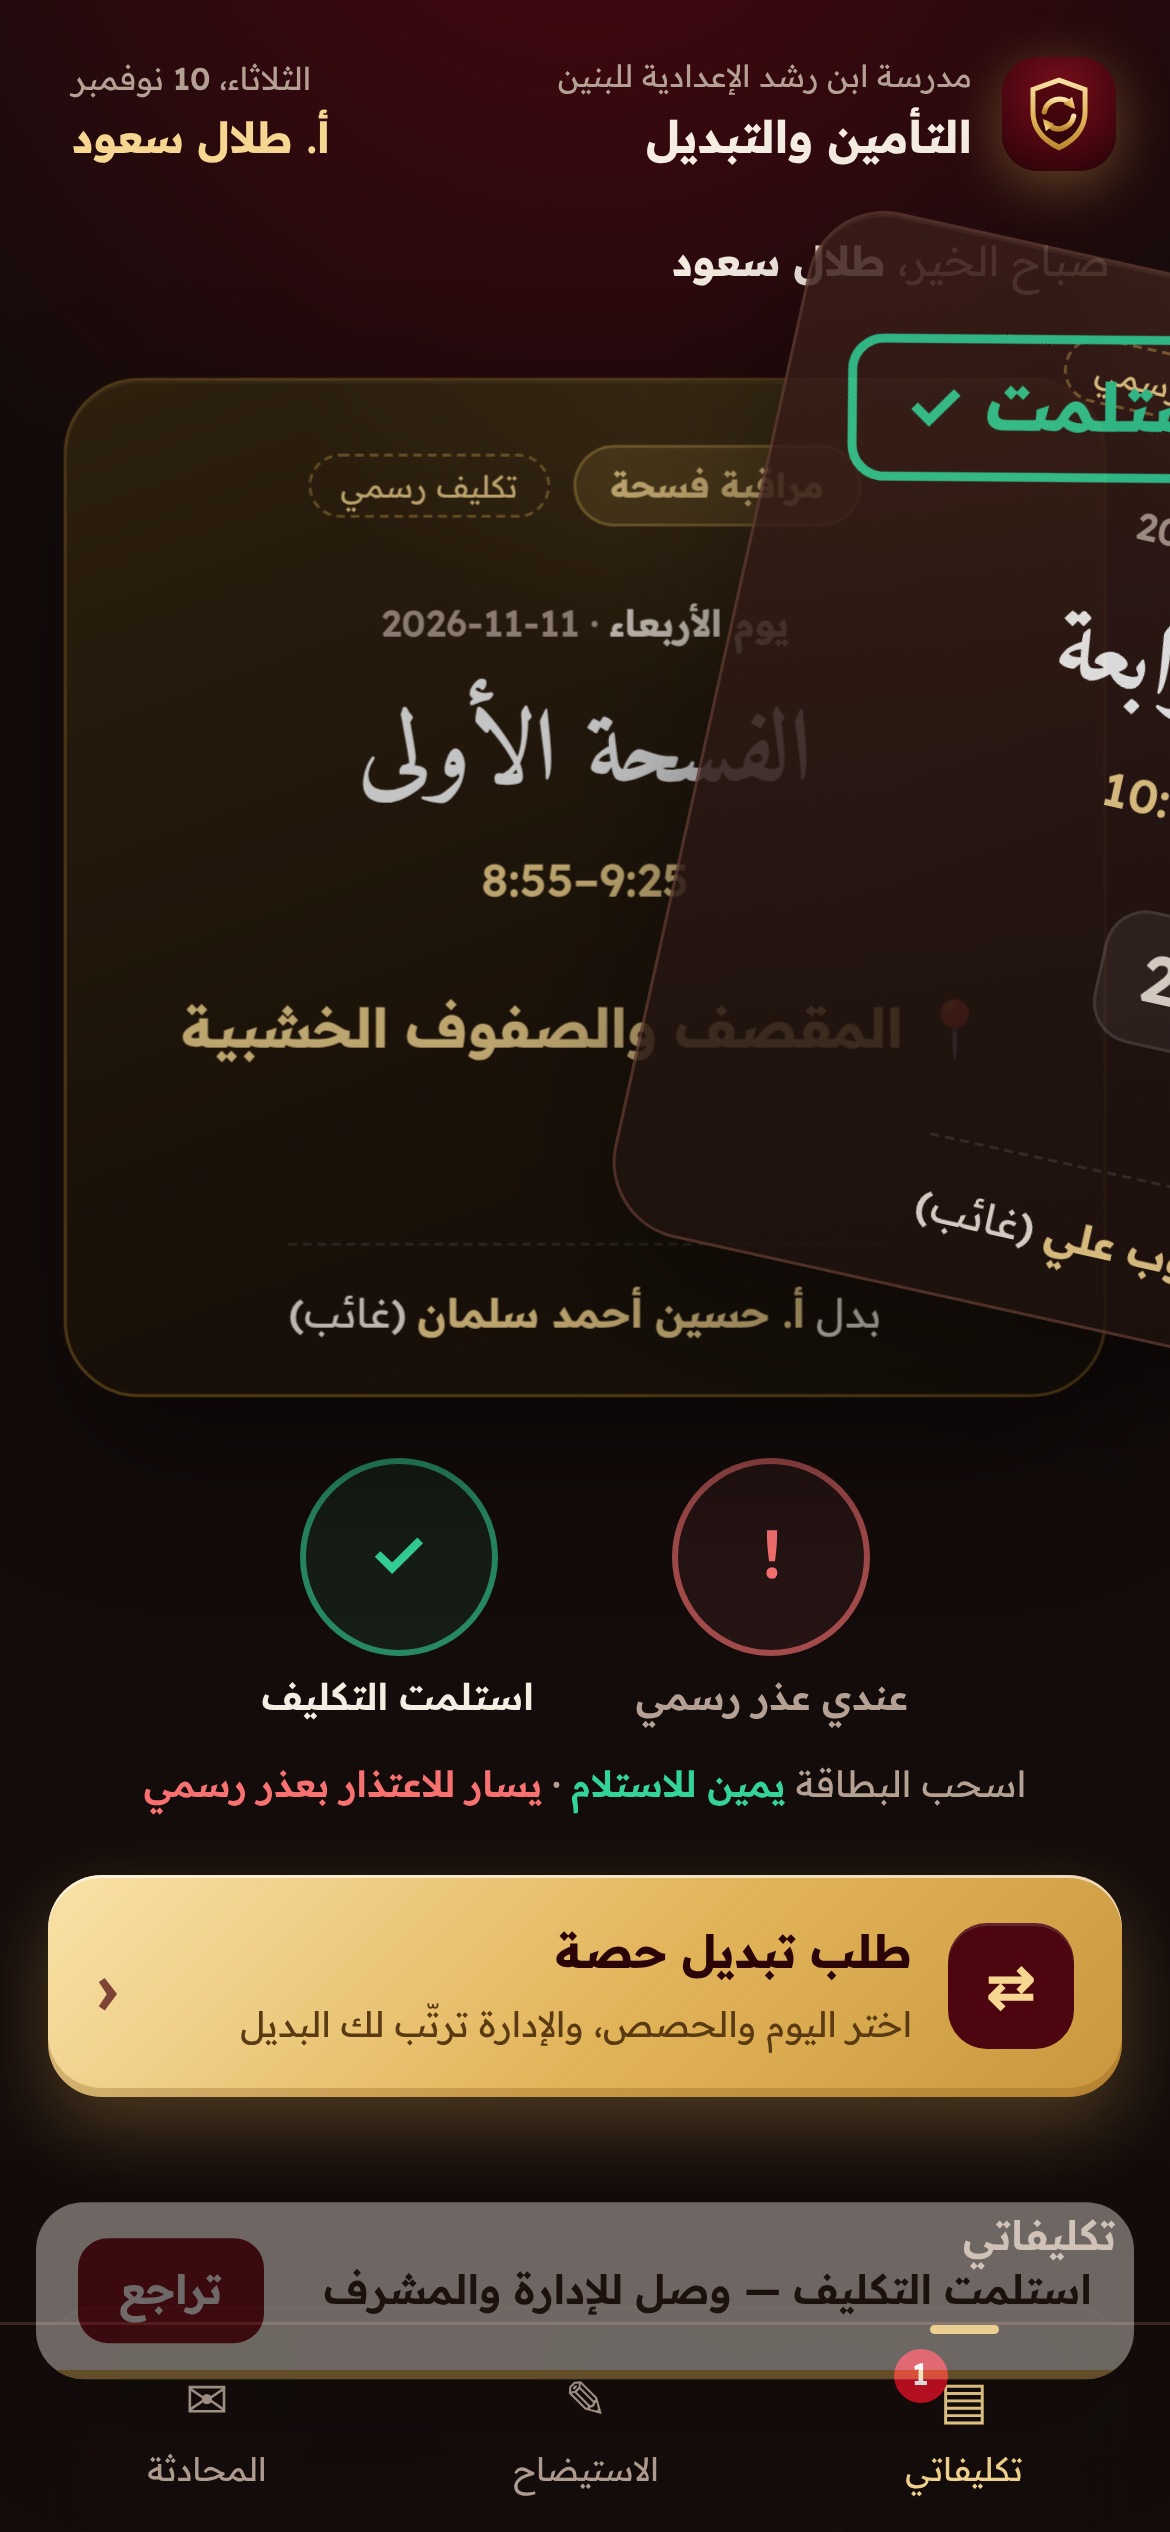 مدرسة ابن رشد الإعدادية للبنين
التأمين والتبديل
الثلاثاء، 10 نوفمبر
أ. طلال سعود
صباح الخير، طلال سعود
مراقبة فسحة
تكليف رسمي
يوم الأربعاء · 2026-11-11
الفسحة الأولى
8:55–9:25
📍 المقصف والصفوف الخشبية
بدل أ. حسين أحمد سلمان (غائب)
✓
علي (غائب)
!
✓
عندي عذر رسمي
استلمت التكليف
اسحب البطاقة يمين للاستلام · يسار للاعتذار بعذر رسمي
طلب تبديل حصة
اختر اليوم والحصص، والإدارة ترتّب لك البديل
تكليفاتي
استلمت التكليف — وصل للإدارة والمشرف
تراجع
1
تكليفاتي
الاستيضاح
المحادثة